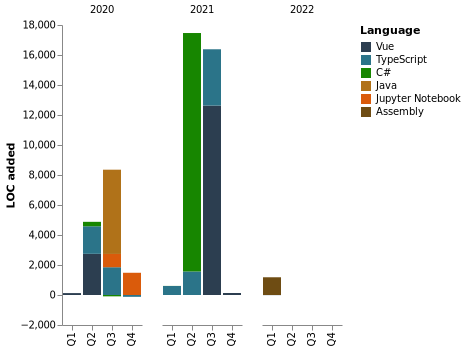 2020 2021 2022
Language
Vue
TypeScript
C#
Java
Jupyter Notebook
Assembly
LOC added
18,000
16,000
14,000
12,000
10,000
8,000
6,000
4,000
2,000
0
−2,000
Q1 Q2 Q3 Q4 Q1 Q2 Q3 Q4 Q1 Q2 Q3 Q4